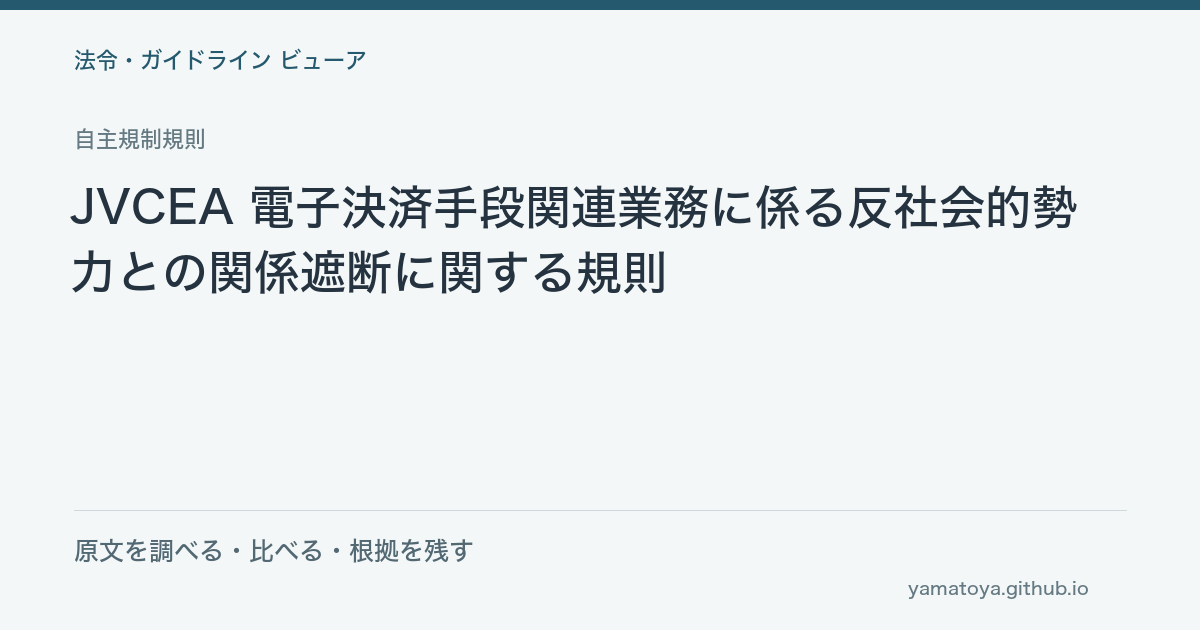 法令・ガイドライン ビューア
自主規制規則
JVCEA 電子決済手段関連業務に係る反社会的勢
力との関係遮断に関する規則
原文を調べる・比べる・根拠を残す
yamatoya.github.io